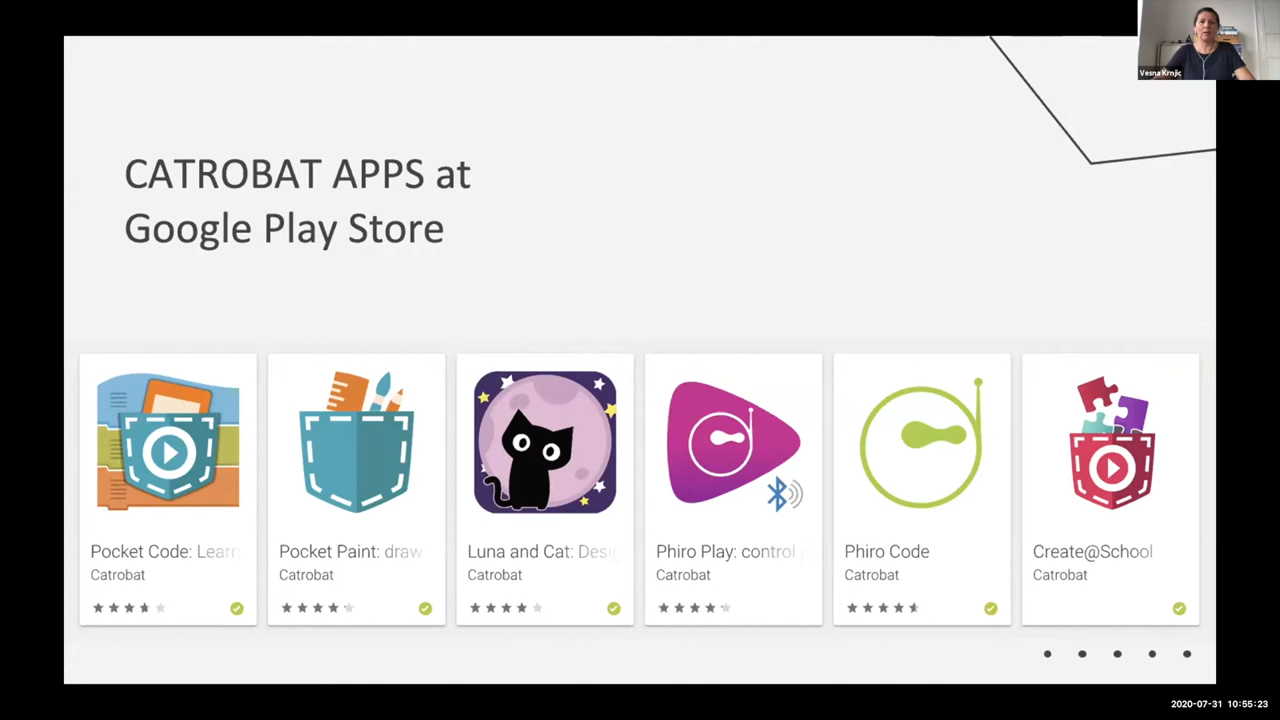 Vesna Krnjic
CATROBAT APPS at
Google Play Store
Pocket Code: Learn
Catrobat
Pocket Paint: draw
Catrobat
Luna and Cat: Desi
Catrobat
Phiro Play: control
Catrobat
Phiro Code
Catrobat
Create@School
Catrobat
2020-07-31 10:55:23